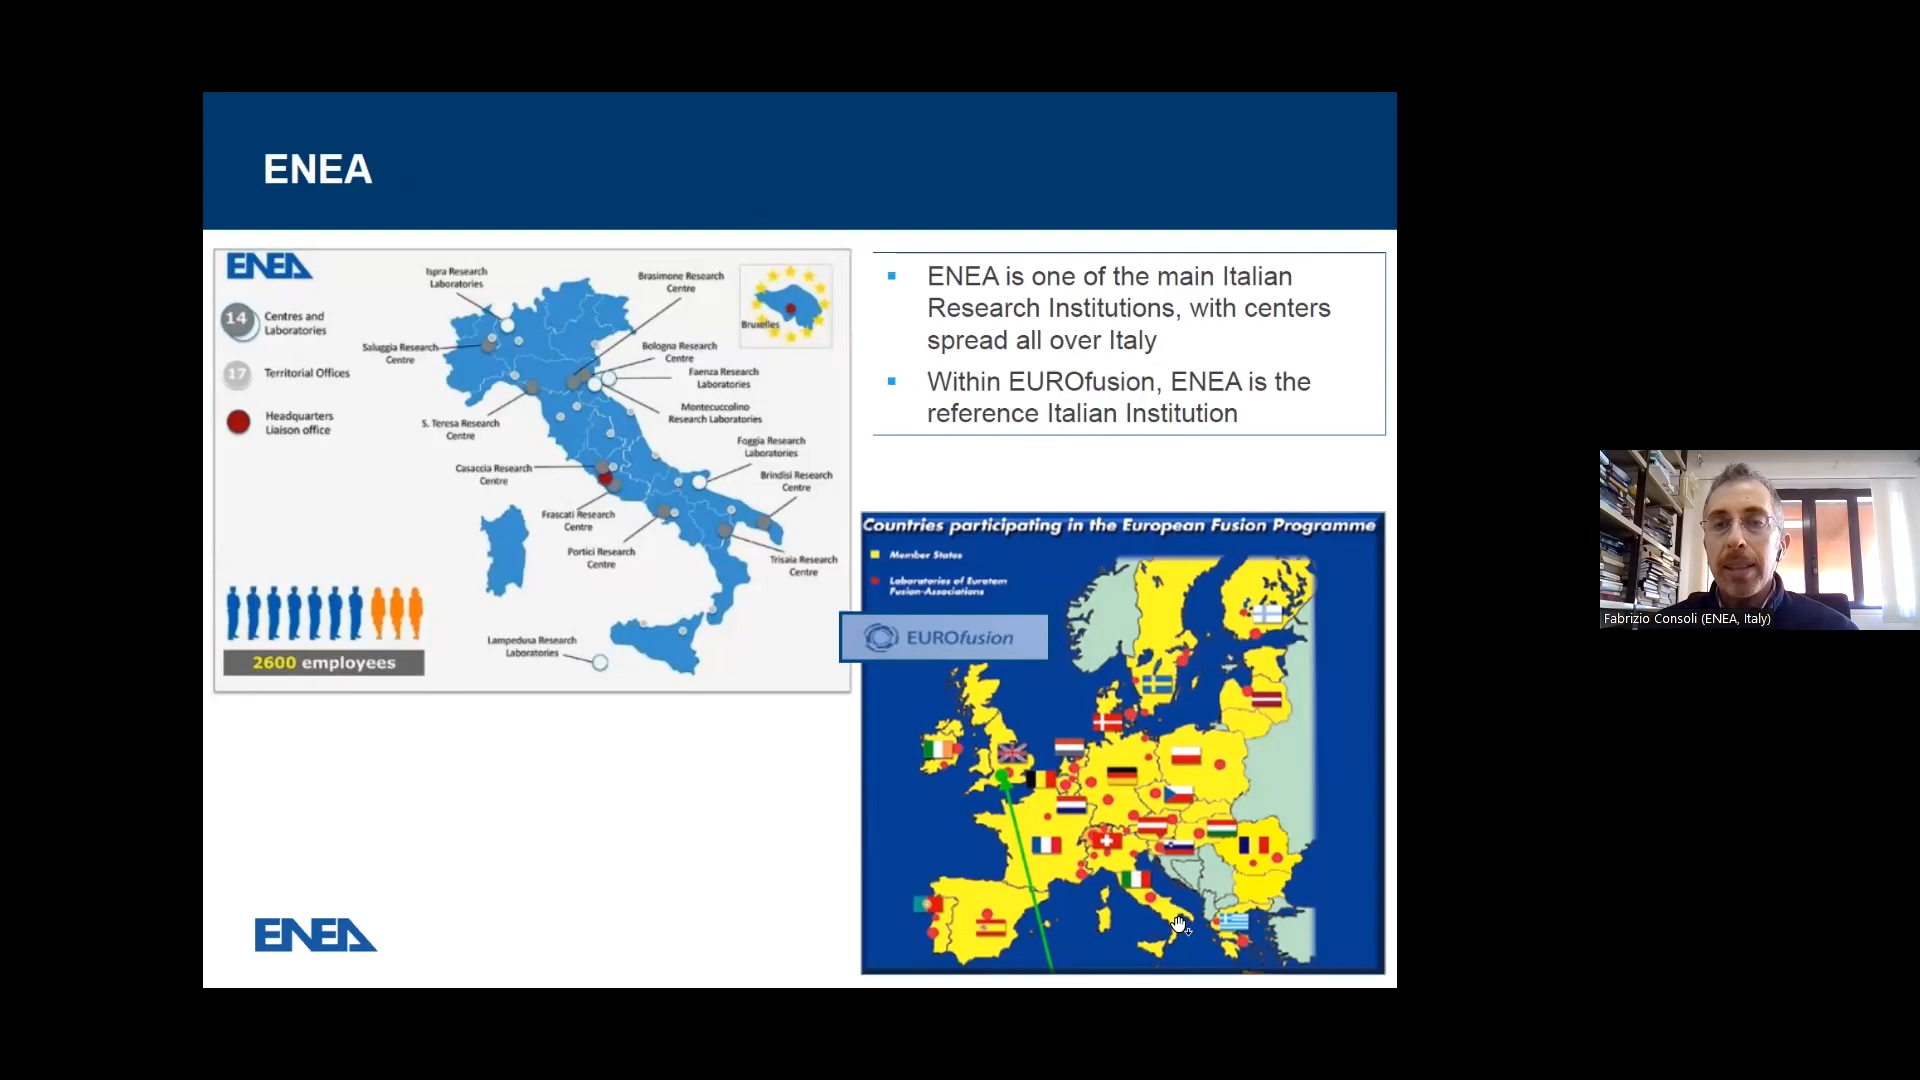 ENEA
ENEA
14
Centres and
Laboratories
17
Territorial Offices
Headquarters
Liaison office
2600 employees
Ispra Research
Laboratories
Brasimone Research
Centre
Bruxelles
Saluggia Research
Centre
Bologna Research
Centre
Faenza Research
Laboratories
Montecuccolino
Research Laboratories
S. Teresa Research
Centre
Foggia Research
Laboratories
Casaccia Research
Centre
Brindisi Research
Centre
Frascati Research
Centre
Portici Research
Centre
Trisaia Research
Centre
Lampedusa Research
Laboratories
ENEA is one of the main Italian
Research Institutions, with centers
spread all over Italy
Within EUROfusion, ENEA is the
reference Italian Institution
Countries participating in the European Fusion Programme
Member States
Laboratories of Euratom
Fusion-Associations
EUROfusion
ENEA
Fabrizio Consoli (ENEA, Italy)